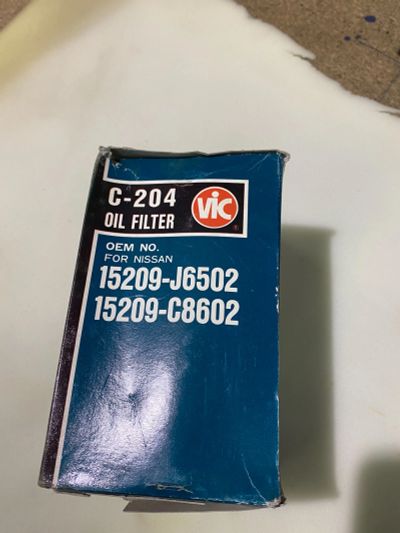 C-204
OIL FILTER
VIC
OEM NO.
FOR NISSAN
15209-J6502
15209-C8602